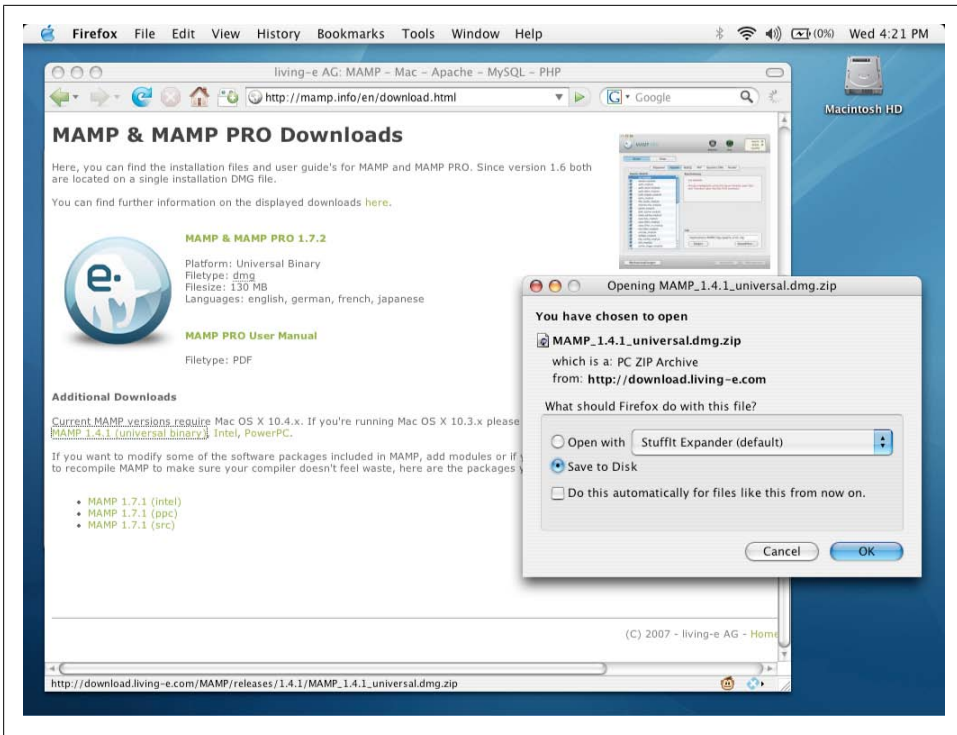 Firefox File Edit View History Bookmarks Tools Window Help (0%) Wed 4:21 PM
living-e AG: MAMP – Mac – Apache – MySQL – PHP
http://mamp.info/en/download.html
G Google
Macintosh HD
MAMP & MAMP PRO Downloads
Here, you can find the installation files and user guide's for MAMP and MAMP PRO. Since version 1.6 both
are located on a single installation DMG file.
You can find further information on the displayed downloads here.
e.
MAMP & MAMP PRO 1.7.2
Platform: Universal Binary
Filetype: dmg
Filesize: 130 MB
Languages: english, german, french, japanese
MAMP PRO User Manual
Filetype: PDF
Additional Downloads
Current MAMP versions require Mac OS X 10.4.x. If you're running Mac OS X 10.3.x please
MAMP 1.4.1 (universal binary), Intel, PowerPC.
If you want to modify some of the software packages included in MAMP, add modules or if
to recompile MAMP to make sure your compiler doesn't feel waste, here are the packages
• MAMP 1.7.1 (intel)
• MAMP 1.7.1 (ppc)
• MAMP 1.7.1 (src)
(C) 2007 - living-e AG - Home
http://download.living-e.com/MAMP/releases/1.4.1/MAMP_1.4.1_universal.dmg.zip
Opening MAMP_1.4.1_universal.dmg.zip
You have chosen to open
MAMP_1.4.1_universal.dmg.zip
which is a: PC ZIP Archive
from: http://download.living-e.com
What should Firefox do with this file?
Open with StuffIt Expander (default)
Save to Disk
Do this automatically for files like this from now on.
Cancel OK